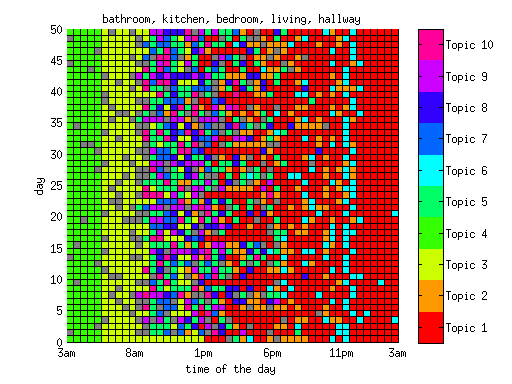 bathroom, kitchen, bedroom, living, hallway
50
45
40
35
30
25
20
15
10
5
0
day
3am 8am 1pm 6pm 11pm 3am
time of the day
Topic 10
Topic 9
Topic 8
Topic 7
Topic 6
Topic 5
Topic 4
Topic 3
Topic 2
Topic 1